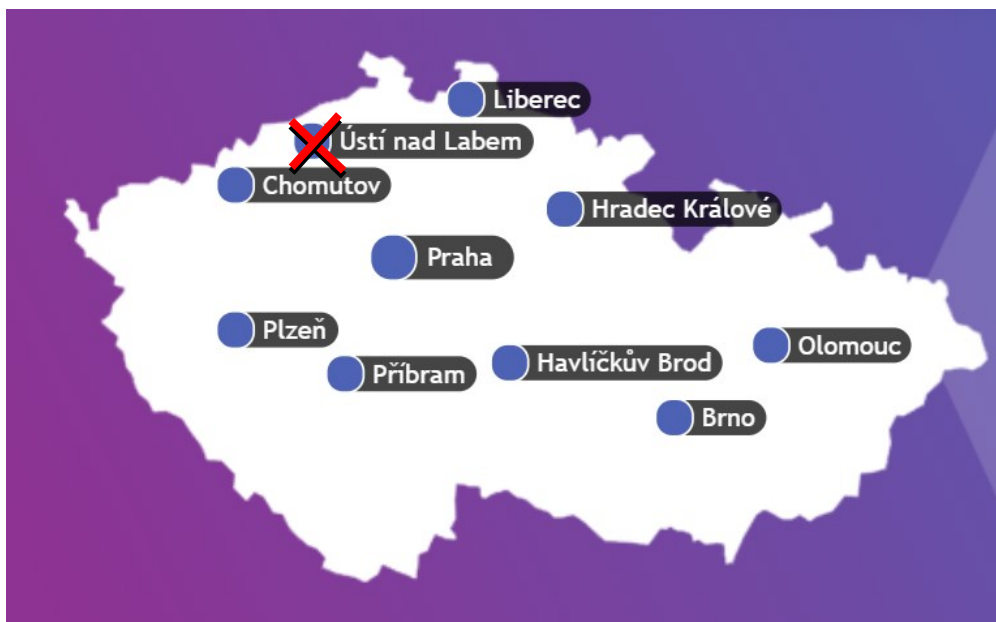 Liberec
Ústí nad Labem
Chomutov
Hradec Králové
Praha
Plzeň
Olomouc
Havlíčkův Brod
Příbram
Brno